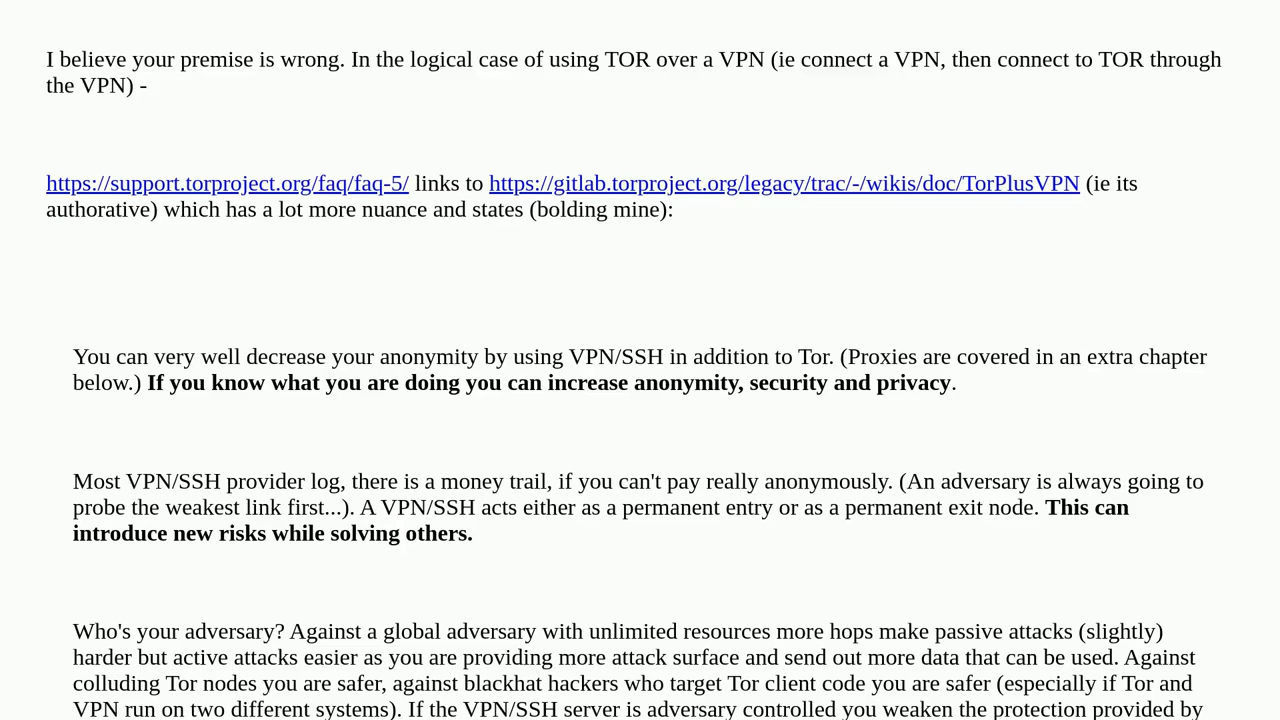 I believe your premise is wrong. In the logical case of using TOR over a VPN (ie connect a VPN, then connect to TOR through
the VPN) -
https://support.torproject.org/faq/faq-5/ links to https://gitlab.torproject.org/legacy/trac/-/wikis/doc/TorPlusVPN (ie its
authorative) which has a lot more nuance and states (bolding mine):
You can very well decrease your anonymity by using VPN/SSH in addition to Tor. (Proxies are covered in an extra chapter
below.) If you know what you are doing you can increase anonymity, security and privacy.
Most VPN/SSH provider log, there is a money trail, if you can't pay really anonymously. (An adversary is always going to
probe the weakest link first...). A VPN/SSH acts either as a permanent entry or as a permanent exit node. This can
introduce new risks while solving others.
Who's your adversary? Against a global adversary with unlimited resources more hops make passive attacks (slightly)
harder but active attacks easier as you are providing more attack surface and send out more data that can be used. Against
colluding Tor nodes you are safer, against blackhat hackers who target Tor client code you are safer (especially if Tor and
VPN run on two different systems). If the VPN/SSH server is adversary controlled you weaken the protection provided by